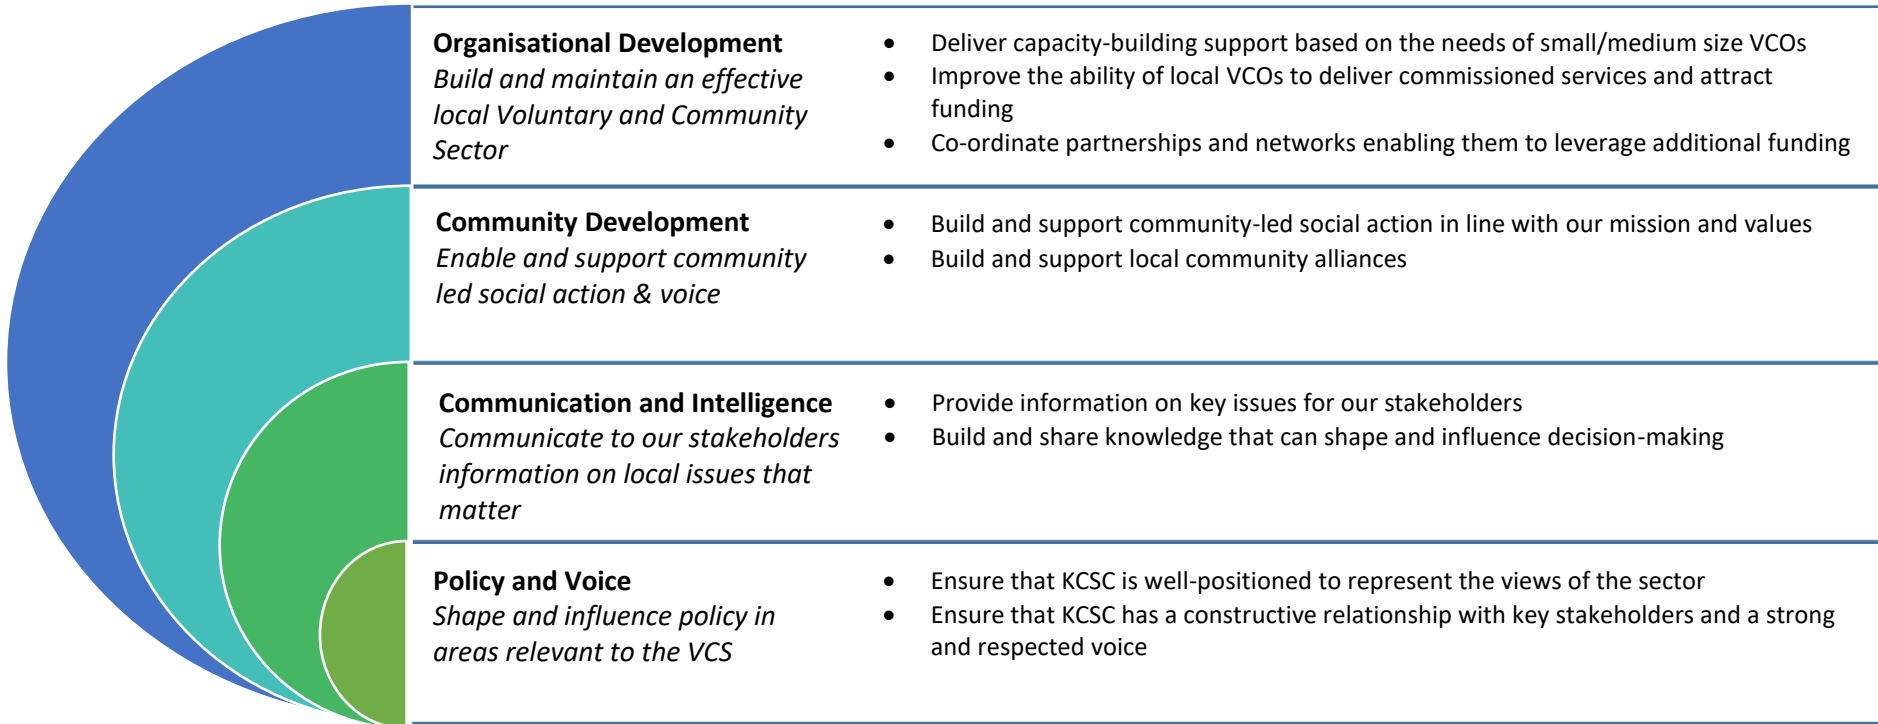 Organisational Development
Build and maintain an effective
local Voluntary and Community
Sector
• Deliver capacity-building support based on the needs of small/medium size VCOs
• Improve the ability of local VCOs to deliver commissioned services and attract
funding
• Co-ordinate partnerships and networks enabling them to leverage additional funding
Community Development
Enable and support community
led social action & voice
• Build and support community-led social action in line with our mission and values
• Build and support local community alliances
Communication and Intelligence
Communicate to our stakeholders
information on local issues that
matter
• Provide information on key issues for our stakeholders
• Build and share knowledge that can shape and influence decision-making
Policy and Voice
Shape and influence policy in
areas relevant to the VCS
• Ensure that KCSC is well-positioned to represent the views of the sector
• Ensure that KCSC has a constructive relationship with key stakeholders and a strong
and respected voice